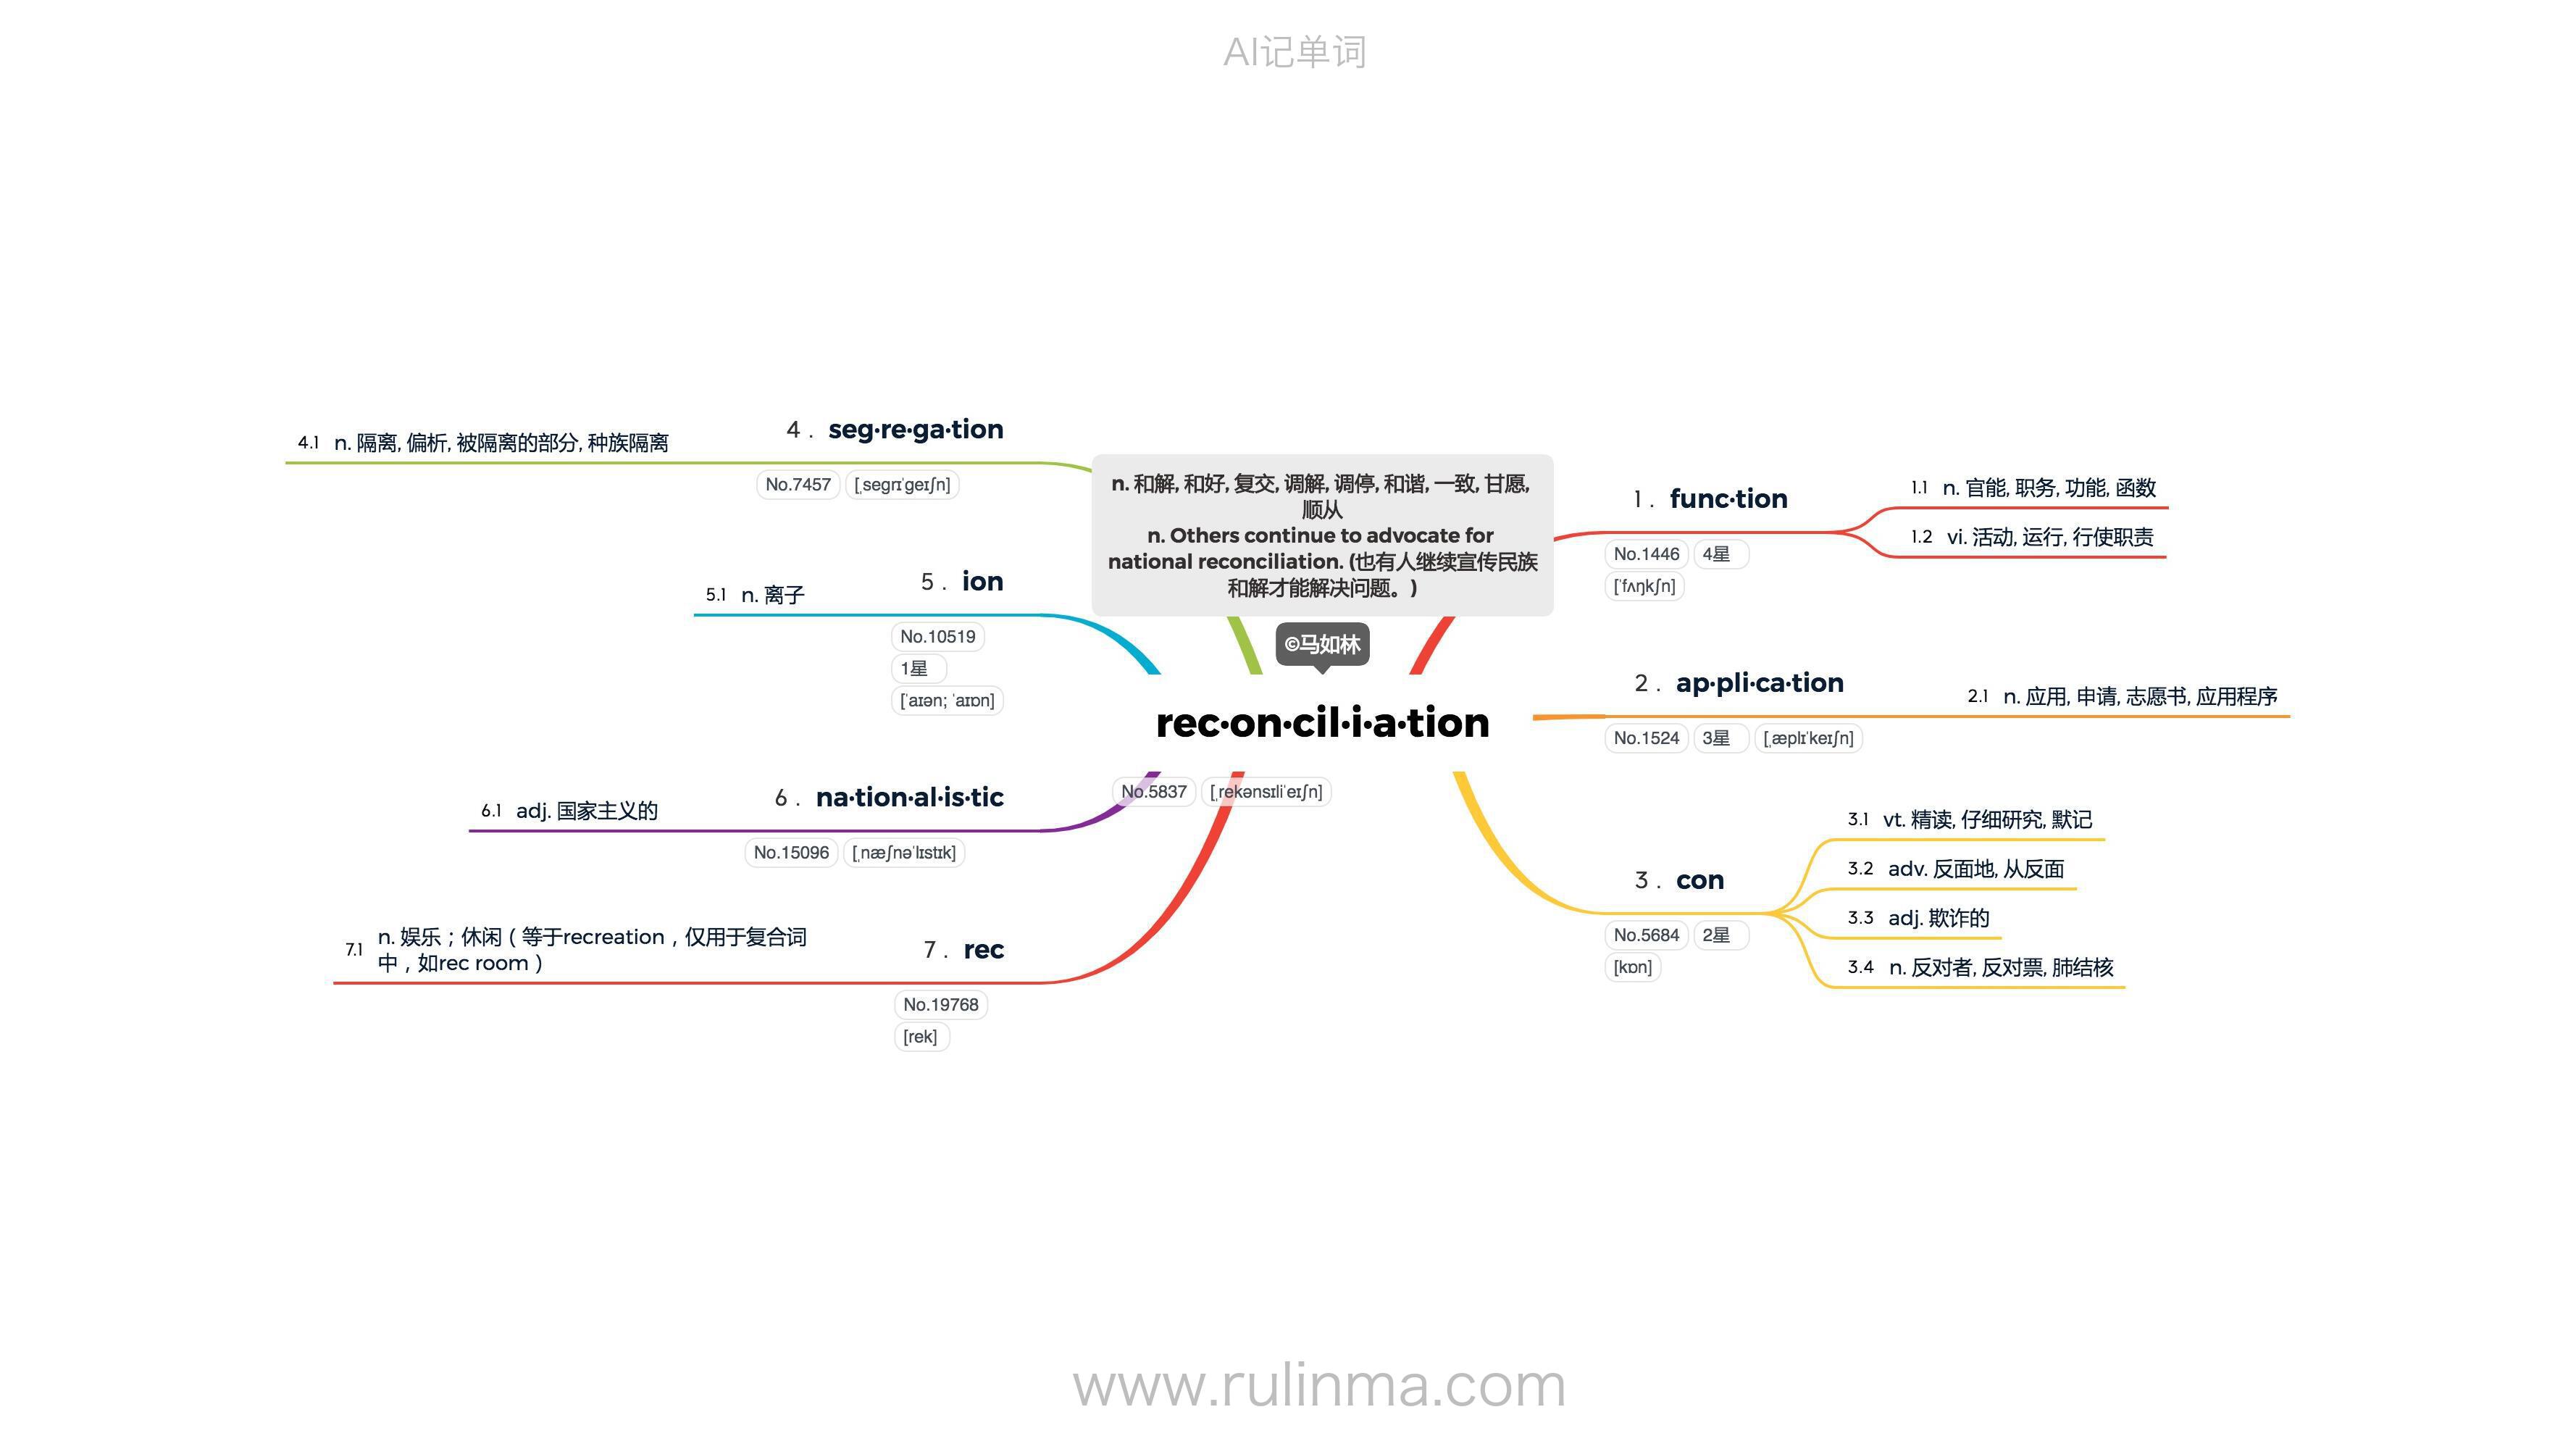 AI记单词
n. 和解, 和好, 复交, 调解, 调停, 和谐, 一致, 甘愿,
顺从
n. Others continue to advocate for
national reconciliation. (也有人继续宣传民族
和解才能解决问题。)
©马如林
rec·on·cil·i·a·tion
No.5837 [ˌrekənsɪliˈeɪʃn]
1. func·tion
No.1446 4星
[ˈfʌŋkʃn]
1.1 n. 官能, 职务, 功能, 函数
1.2 vi. 活动, 运行, 行使职责
2. ap·pli·ca·tion
No.1524 3星 [ˌæplɪˈkeɪʃn]
2.1 n. 应用, 申请, 志愿书, 应用程序
3. con
No.5684 2星
[kɒn]
3.1 vt. 精读, 仔细研究, 默记
3.2 adv. 反面地, 从反面
3.3 adj. 欺诈的
3.4 n. 反对者, 反对票, 肺结核
4. seg·re·ga·tion
No.7457 [ˌsegrɪˈgeɪʃn]
4.1 n. 隔离, 偏析, 被隔离的部分, 种族隔离
5. ion
No.10519
1星
[ˈaɪən; ˈaɪɒn]
5.1 n. 离子
6. na·tion·al·is·tic
No.15096 [ˌnæʃnəˈlɪstɪk]
6.1 adj. 国家主义的
7. rec
No.19768
[rek]
7.1 n. 娱乐；休闲（等于recreation，仅用于复合词
中，如rec room）
www.rulinma.com